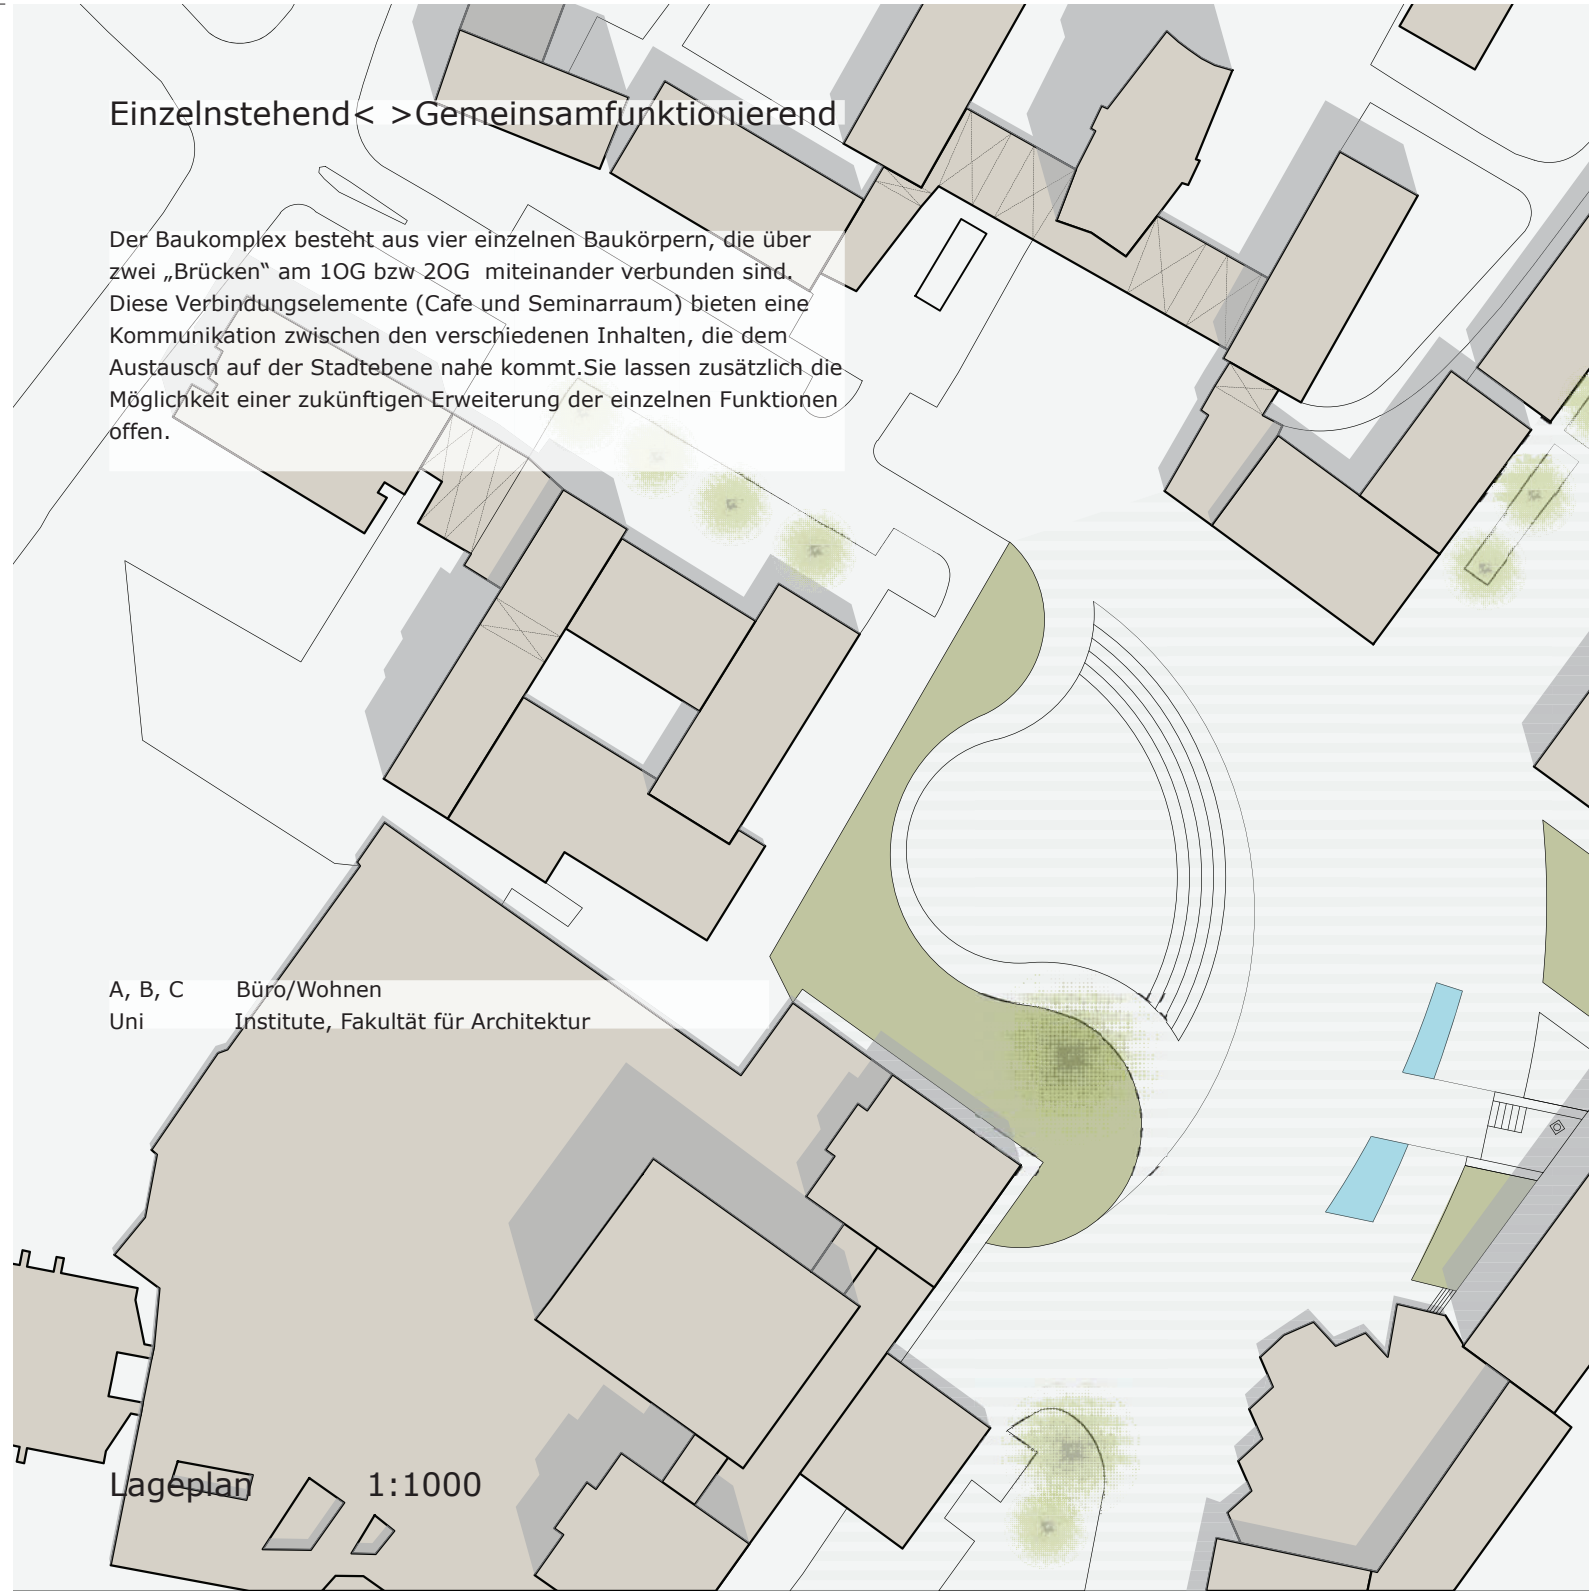 Einzelnstehend< >Gemeinsamfunktionierend
Der Baukomplex besteht aus vier einzelnen Baukörpern, die über
zwei „Brücken“ am 1OG bzw 2OG miteinander verbunden sind.
Diese Verbindungselemente (Cafe und Seminarraum) bieten eine
Kommunikation zwischen den verschiedenen Inhalten, die dem
Austausch auf der Stadtebene nahe kommt.Sie lassen zusätzlich die
Möglichkeit einer zukünftigen Erweiterung der einzelnen Funktionen
offen.
A, B, C Büro/Wohnen
Uni Institute, Fakultät für Architektur
Lageplan 1:1000